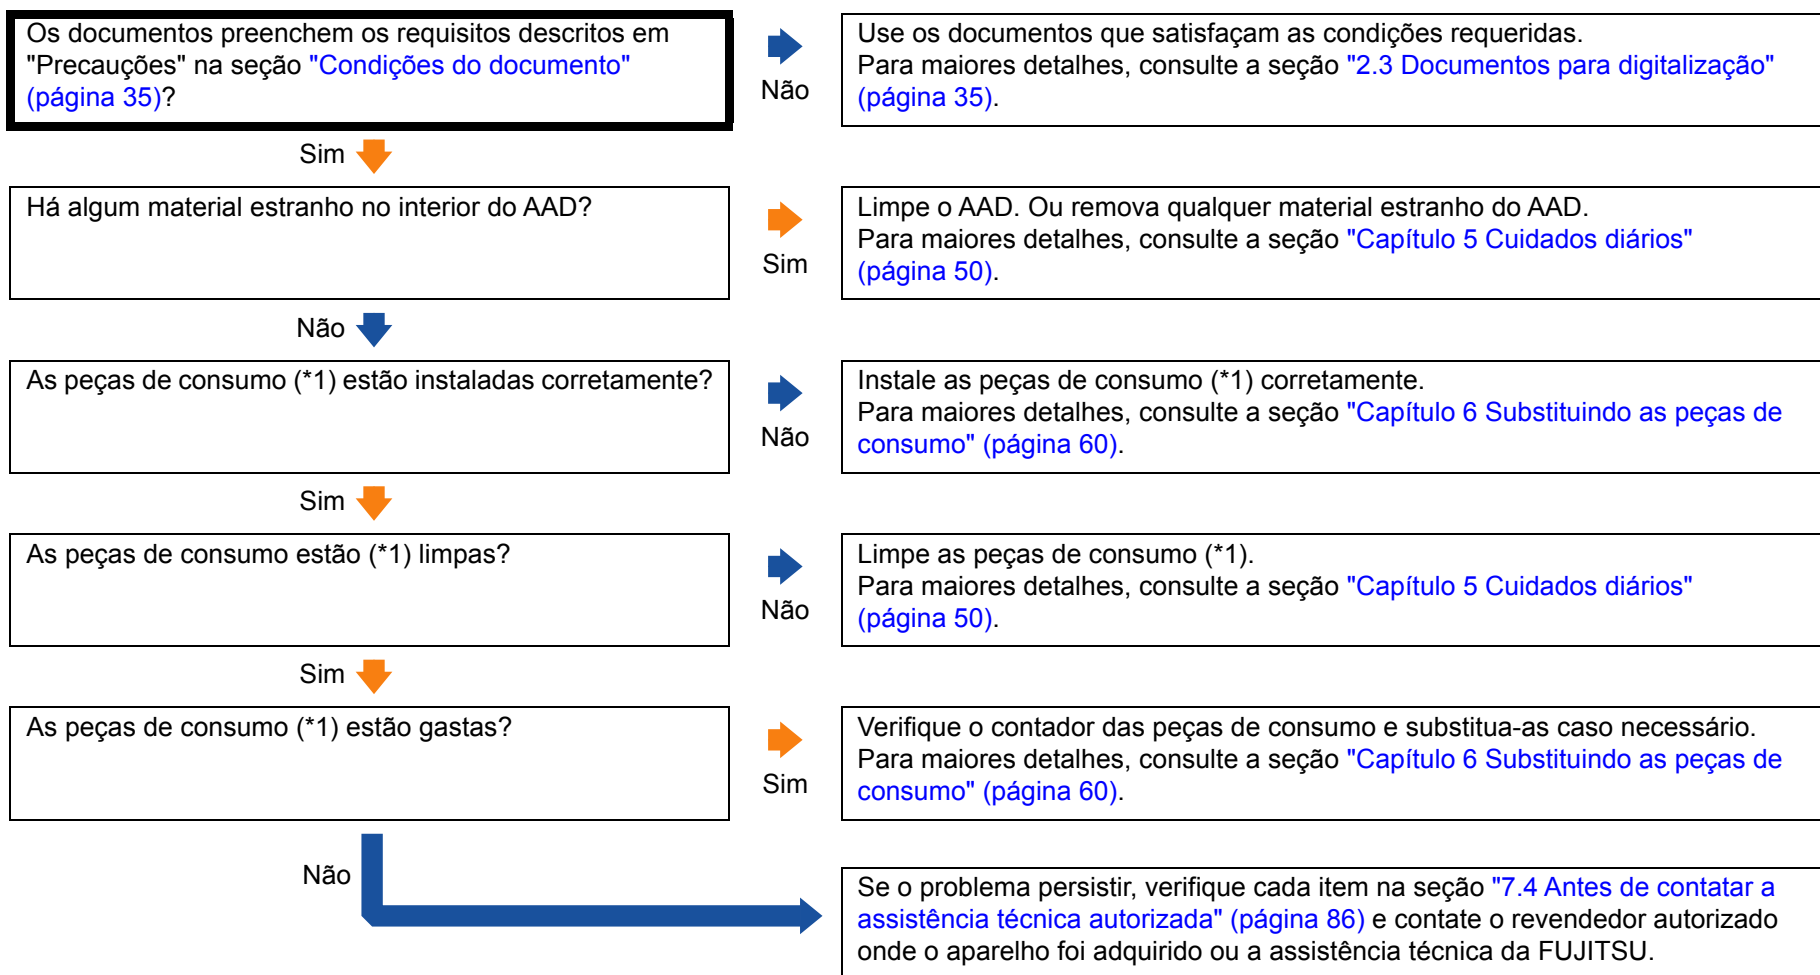 Os documentos preenchem os requisitos descritos em
"Precauções" na seção "Condições do documento"
(página 35)?
Não
Use os documentos que satisfaçam as condições requeridas.
Para maiores detalhes, consulte a seção "2.3 Documentos para digitalização"
(página 35).
Sim
Há algum material estranho no interior do AAD?
Sim
Limpe o AAD. Ou remova qualquer material estranho do AAD.
Para maiores detalhes, consulte a seção "Capítulo 5 Cuidados diários"
(página 50).
Não
As peças de consumo (*1) estão instaladas corretamente?
Não
Instale as peças de consumo (*1) corretamente.
Para maiores detalhes, consulte a seção "Capítulo 6 Substituindo as peças de
consumo" (página 60).
Sim
As peças de consumo estão (*1) limpas?
Não
Limpe as peças de consumo (*1).
Para maiores detalhes, consulte a seção "Capítulo 5 Cuidados diários"
(página 50).
Sim
As peças de consumo (*1) estão gastas?
Sim
Verifique o contador das peças de consumo e substitua-as caso necessário.
Para maiores detalhes, consulte a seção "Capítulo 6 Substituindo as peças de
consumo" (página 60).
Não
Se o problema persistir, verifique cada item na seção "7.4 Antes de contatar a
assistência técnica autorizada" (página 86) e contate o revendedor autorizado
onde o aparelho foi adquirido ou a assistência técnica da FUJITSU.